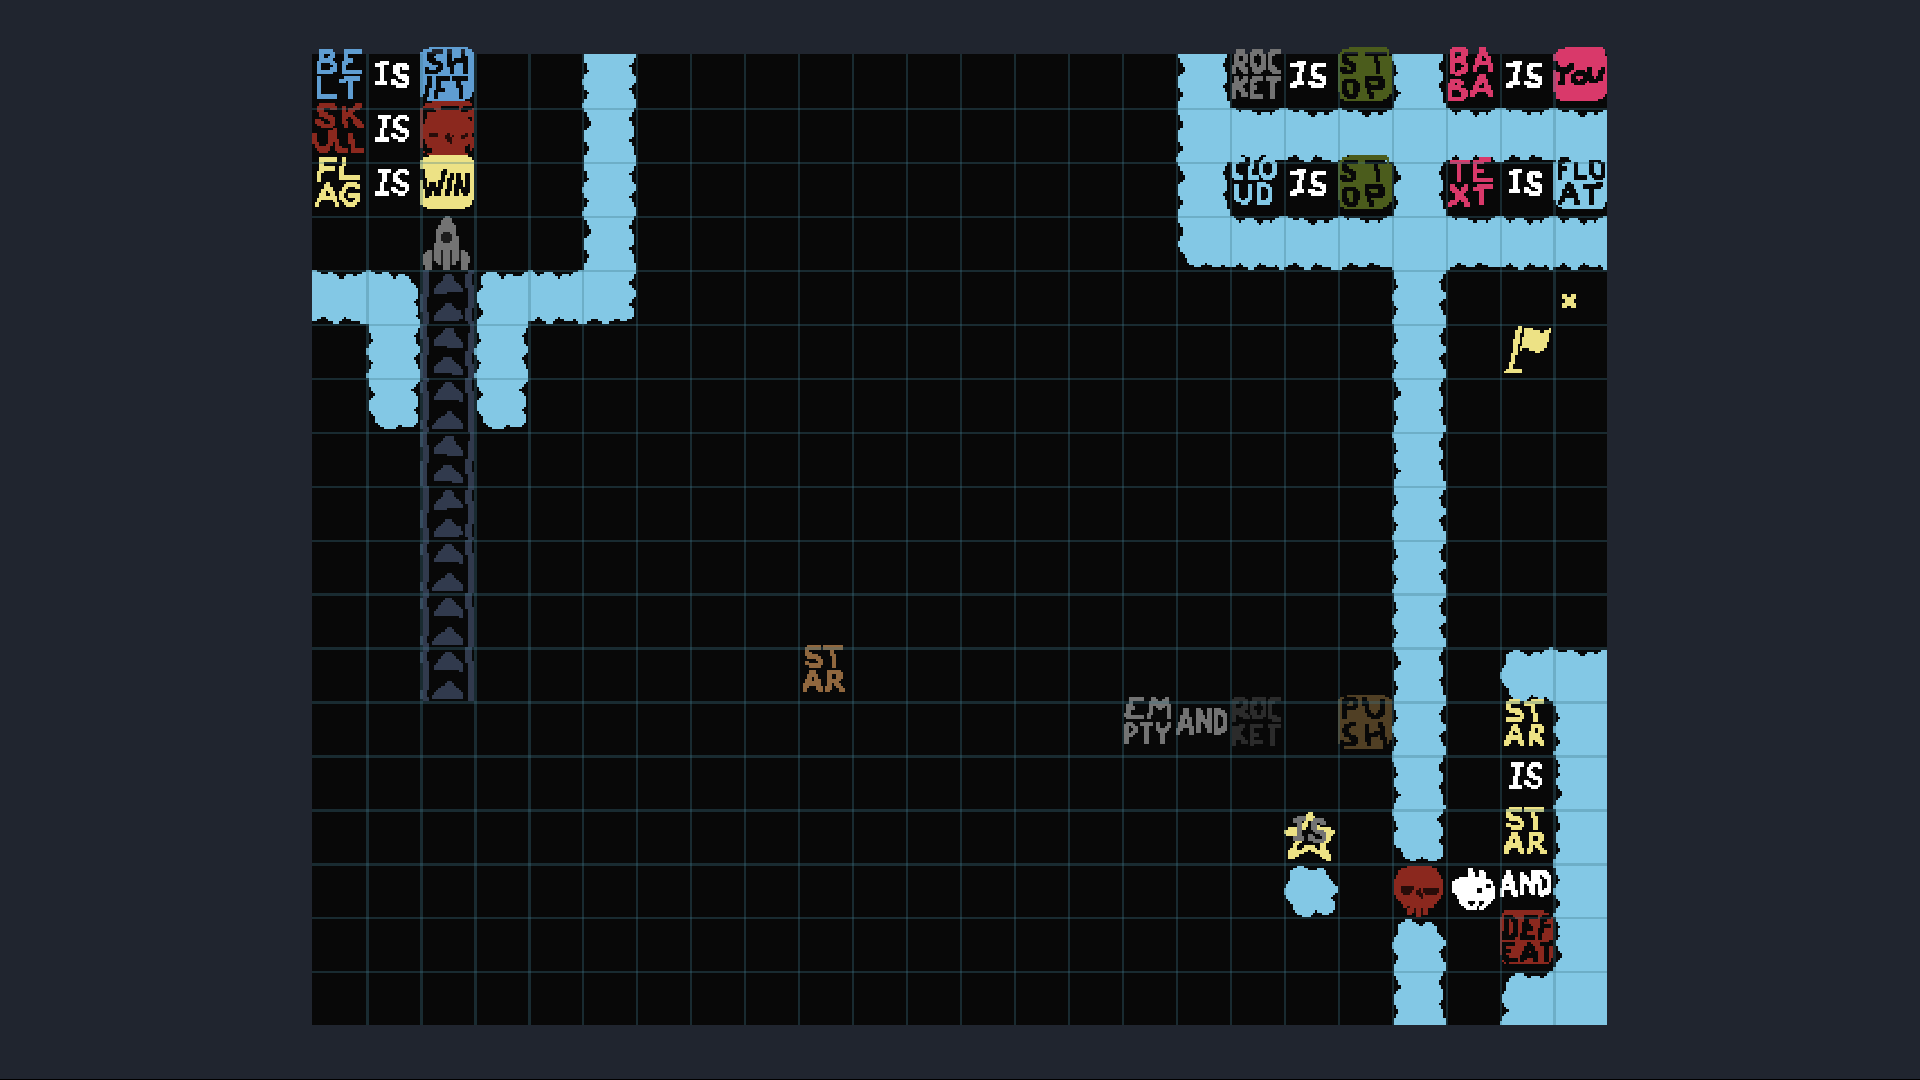 BELT IS SHIFT
ROCKET IS STOP
BABA IS YOU
SKULL IS
FLAG IS WIN
CLOUD IS STOP
TEXT IS FLOAT
STAR
EMPTY AND ROCKET
PUSH
IS
STAR
IS
STAR
AND
DEFEAT